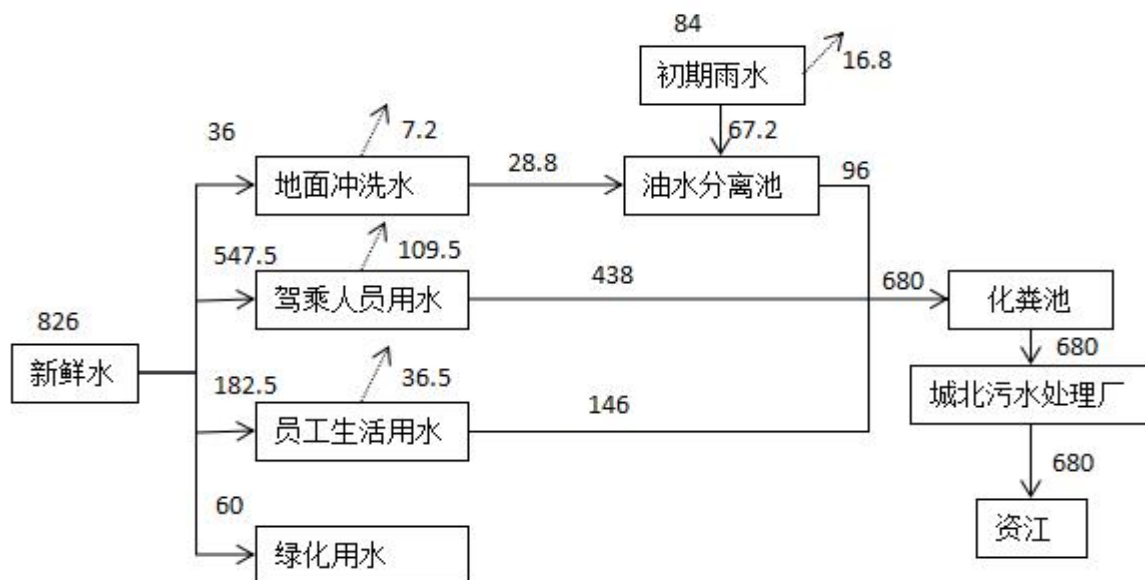 84
初期雨水
16.8
67.2
36
7.2
地面冲洗水
28.8
油水分离池
96
547.5
109.5
驾乘人员用水
438
680
化粪池
826
新鲜水
182.5
36.5
员工生活用水
146
680
城北污水处理厂
680
资江
60
绿化用水